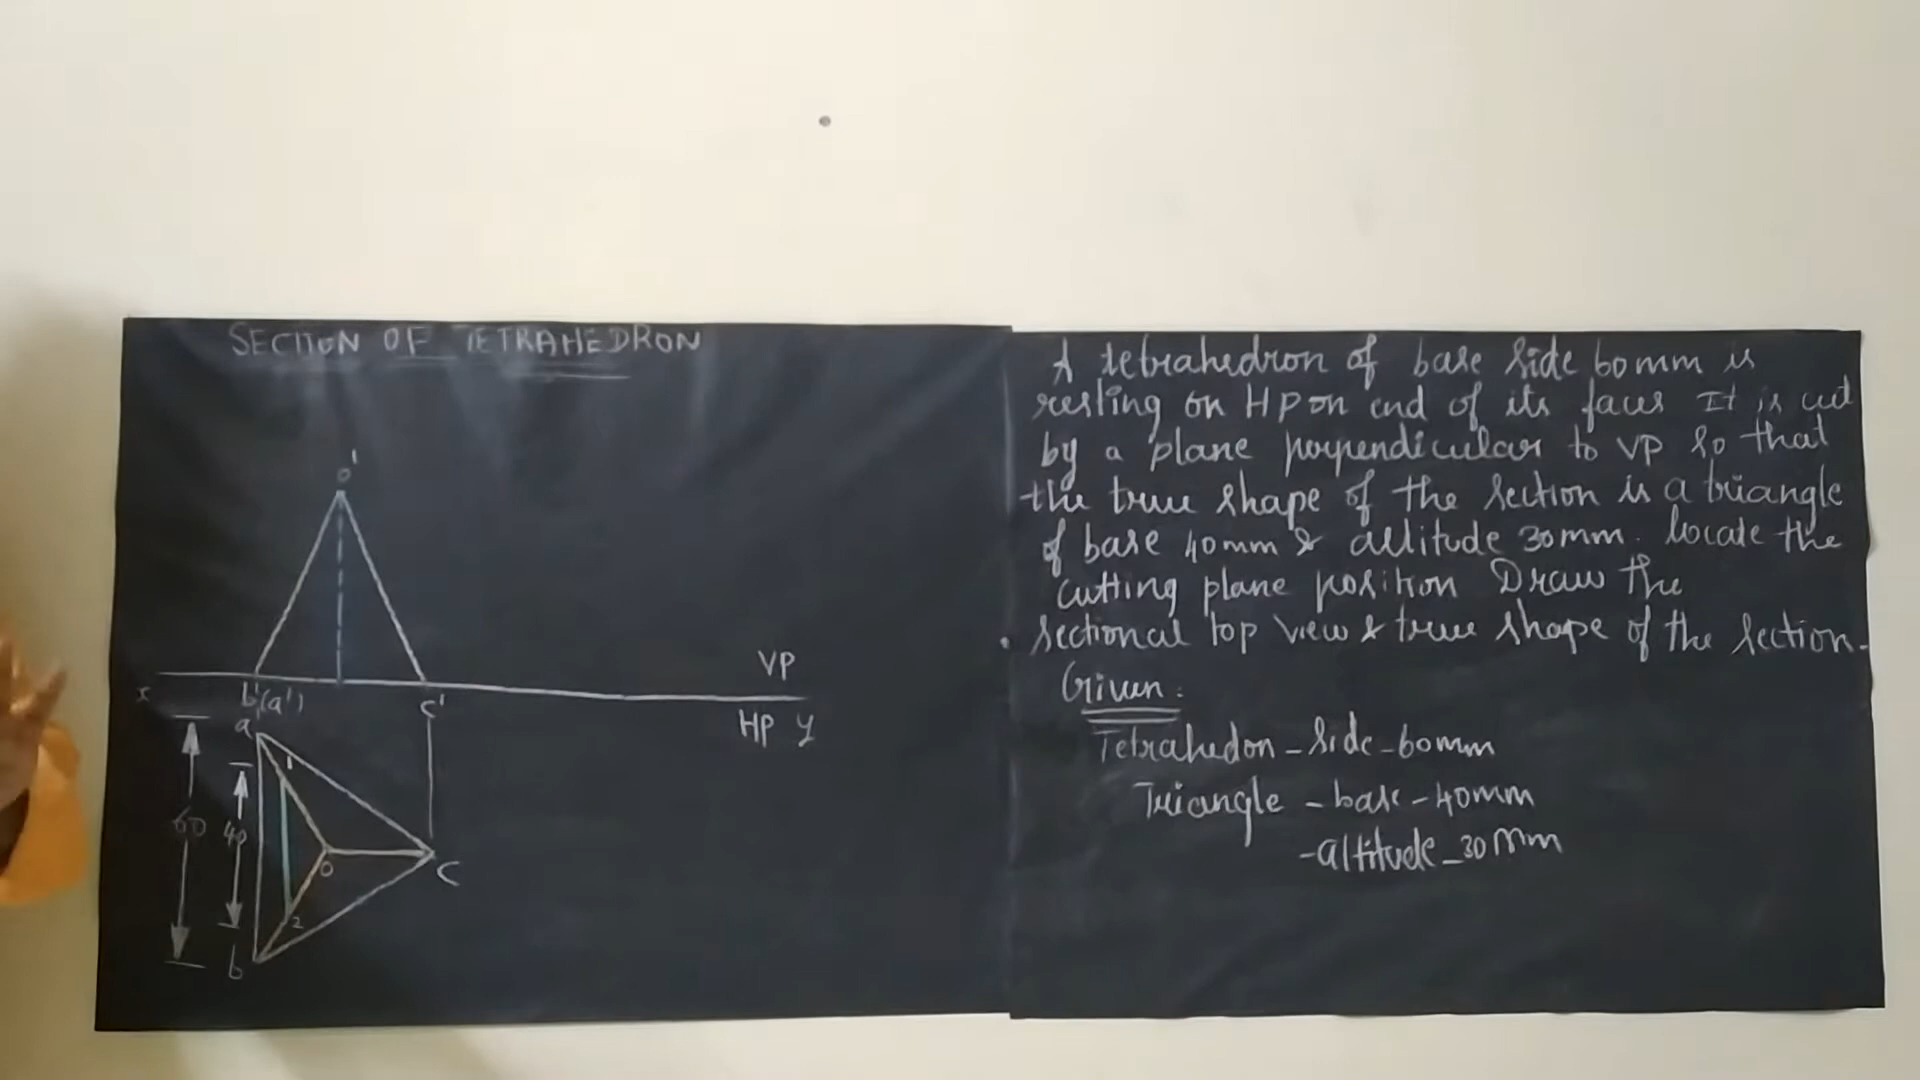 SECTION OF TETRAHEDRON
o'
VP
x
b'(a')
c'
HP y
a
1
60
40
o
c
2
b
A tetrahedron of base side 60mm is
resting on HP on end of its faces It is cut
by a plane perpendicular to VP so that
the true shape of the section is a triangle
of base 40mm & altitude 30mm. locate the
cutting plane position Draw the
sectional top view & true shape of the section.
Given:
Tetrahedon - side - 60mm
Triangle - base - 40mm
- altitude - 30mm